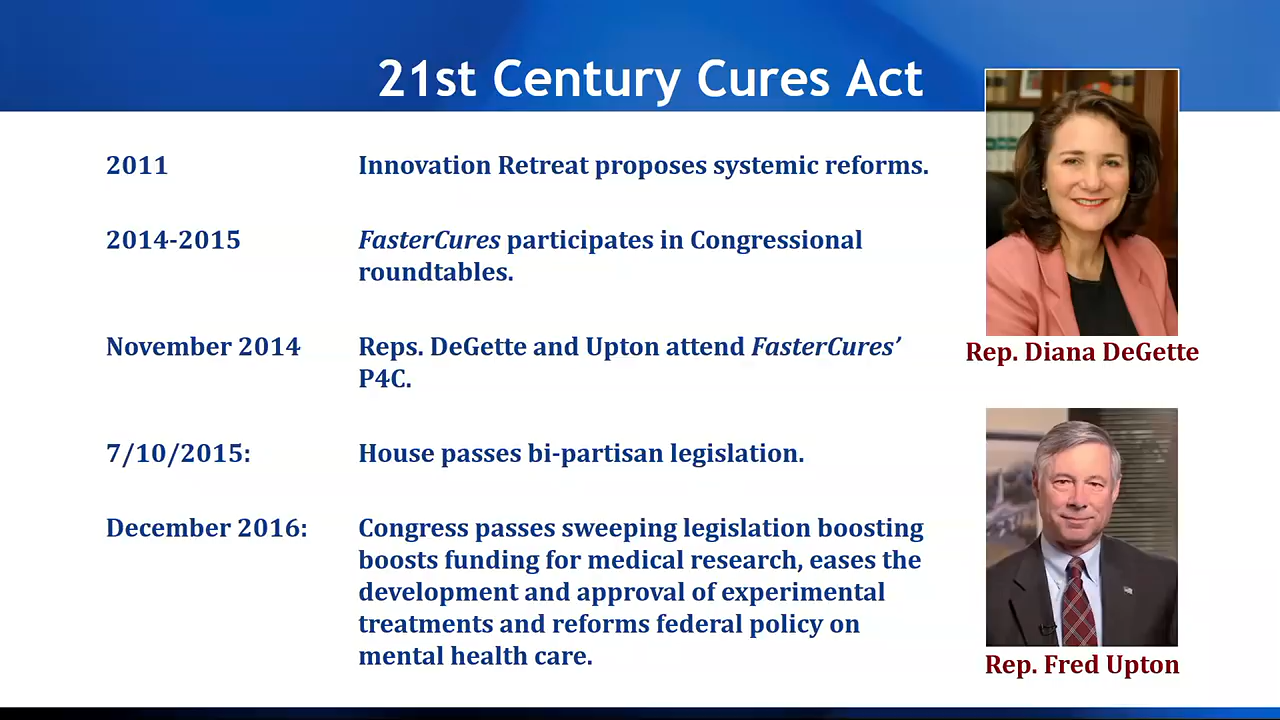 21st Century Cures Act
2011
Innovation Retreat proposes systemic reforms.
2014-2015
FasterCures participates in Congressional
roundtables.
November 2014
Reps. DeGette and Upton attend FasterCures’
P4C.
7/10/2015:
House passes bi-partisan legislation.
December 2016:
Congress passes sweeping legislation boosting
boosts funding for medical research, eases the
development and approval of experimental
treatments and reforms federal policy on
mental health care.
Rep. Diana DeGette
Rep. Fred Upton